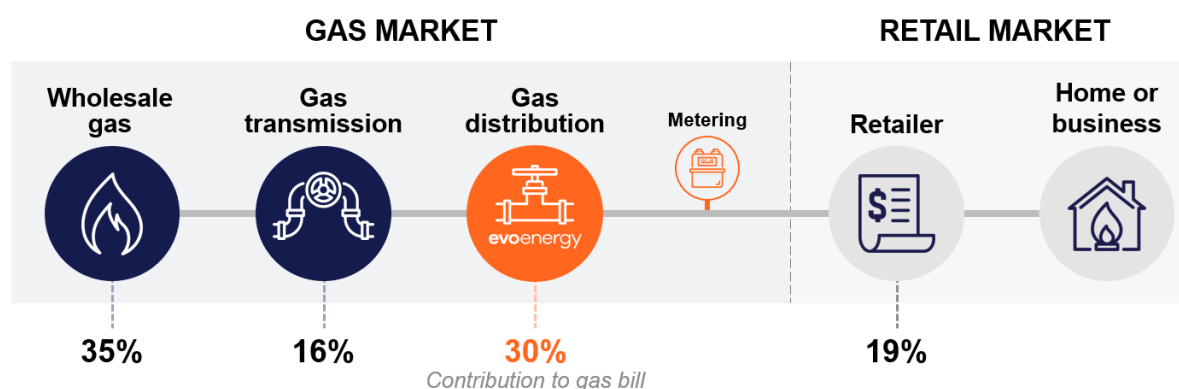 GAS MARKET
RETAIL MARKET
Wholesale
gas
Gas
transmission
Gas
distribution
Metering
Retailer
Home or
business
evoenergy
$
35%
16%
30%
19%
Contribution to gas bill